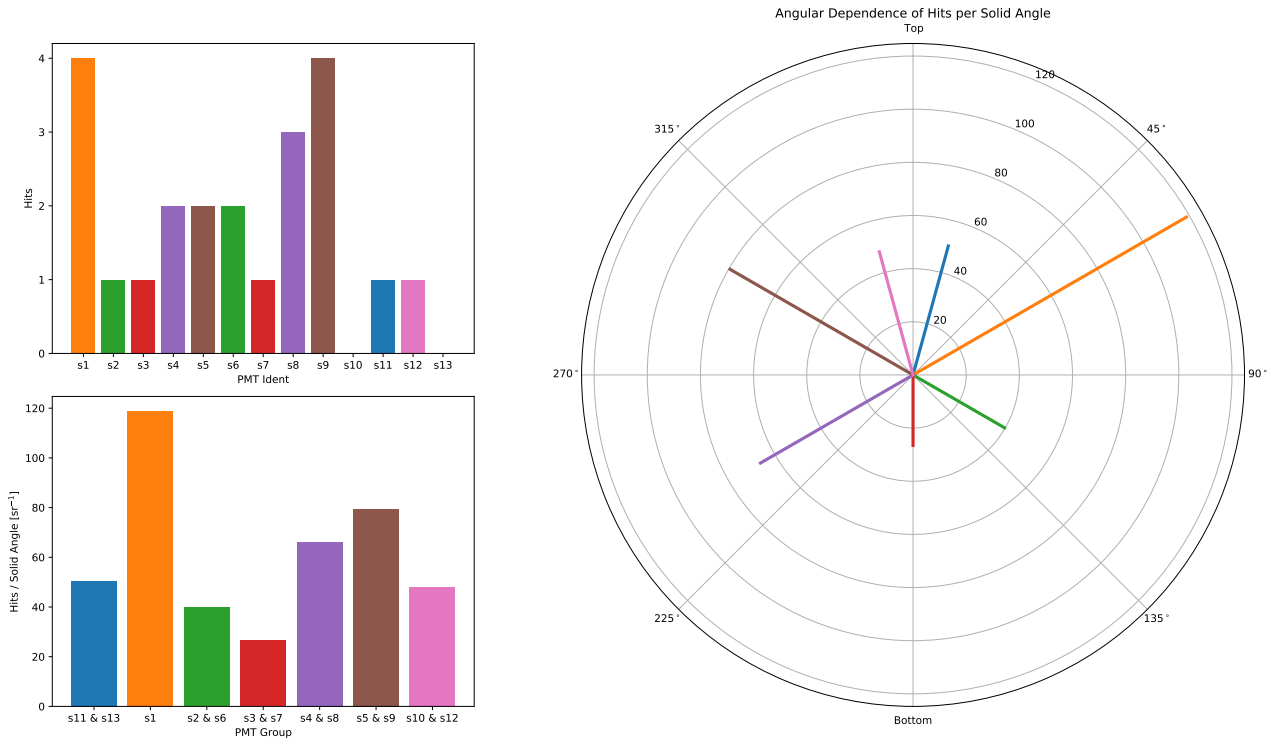 4
3
2
1
0
Hits
s1 s2 s3 s4 s5 s6 s7 s8 s9 s10 s11 s12 s13
PMT Ident
120
100
80
60
40
20
0
Hits / Solid Angle [sr⁻¹]
s11 & s13 s1 s2 & s6 s3 & s7 s4 & s8 s5 & s9 s10 & s12
PMT Group
Angular Dependence of Hits per Solid Angle
Top
45°
90°
135°
Bottom
225°
270°
315°
120
100
80
60
40
20